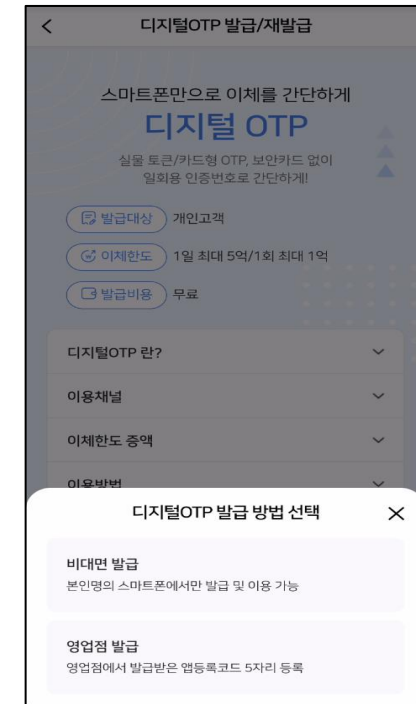 디지털OTP 발급/재발급
스마트폰만으로 이체를 간단하게
디지털 OTP
실물 토큰/카드형 OTP, 보안카드 없이
일회용 인증번호로 간단하게!
발급대상 개인고객
이체한도 1일 최대 5억/1회 최대 1억
발급비용 무료
디지털OTP 란?
이용채널
이체한도 증액
이용방법
디지털OTP 발급 방법 선택
비대면 발급
본인명의 스마트폰에서만 발급 및 이용 가능
영업점 발급
영업점에서 발급받은 앱등록코드 5자리 등록